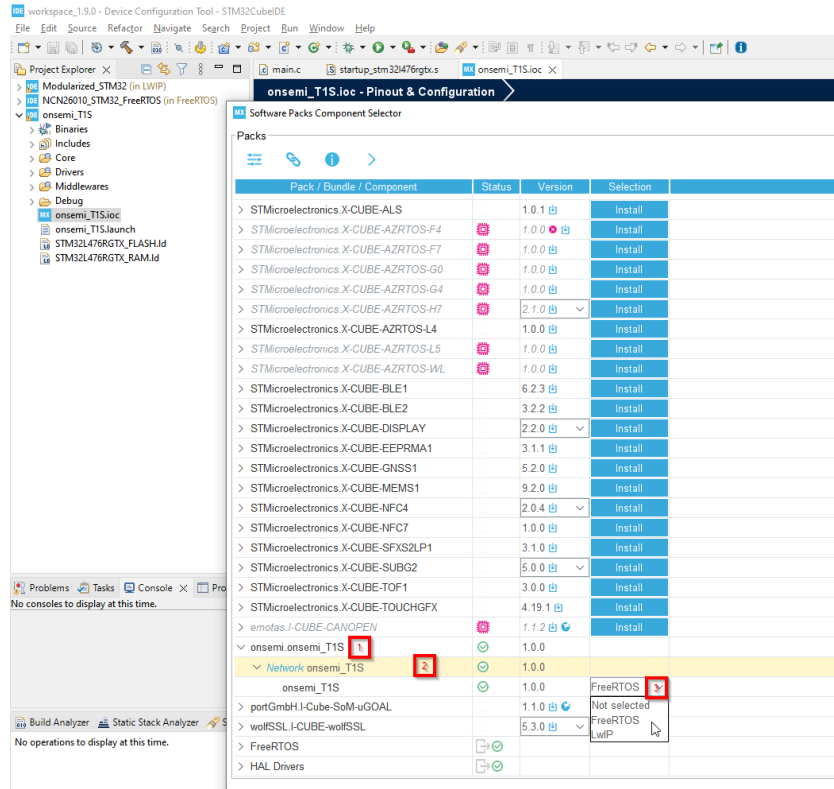 IDE workspace_1.9.0 - Device Configuration Tool - STM32CubeIDE
File Edit Source Refactor Navigate Search Project Run Window Help
Project Explorer
main.c startup_stm32l476rgtx.s MX onsemi_T1S.ioc
Modularized_STM32 (in LWIP)
NCN26010_STM32_FreeRTOS (in FreeRTOS)
onsemi_T1S
Binaries
Includes
Core
Drivers
Middlewares
Debug
MX onsemi_T1S.ioc
onsemi_T1S.launch
STM32L476RGTX_FLASH.ld
STM32L476RGTX_RAM.ld
onsemi_T1S.ioc - Pinout & Configuration
MX Software Packs Component Selector
Packs
Pack / Bundle / Component Status Version Selection
STMicroelectronics.X-CUBE-ALS 1.0.1 Install
STMicroelectronics.X-CUBE-AZRTOS-F4 1.0.0 Install
STMicroelectronics.X-CUBE-AZRTOS-F7 1.0.0 Install
STMicroelectronics.X-CUBE-AZRTOS-G0 1.0.0 Install
STMicroelectronics.X-CUBE-AZRTOS-G4 1.0.0 Install
STMicroelectronics.X-CUBE-AZRTOS-H7 2.1.0 Install
STMicroelectronics.X-CUBE-AZRTOS-L4 1.0.0 Install
STMicroelectronics.X-CUBE-AZRTOS-L5 1.0.0 Install
STMicroelectronics.X-CUBE-AZRTOS-WL 1.0.0 Install
STMicroelectronics.X-CUBE-BLE1 6.2.3 Install
STMicroelectronics.X-CUBE-BLE2 3.2.2 Install
STMicroelectronics.X-CUBE-DISPLAY 2.2.0 Install
STMicroelectronics.X-CUBE-EEPRMA1 3.1.1 Install
STMicroelectronics.X-CUBE-GNSS1 5.2.0 Install
STMicroelectronics.X-CUBE-MEMS1 9.2.0 Install
STMicroelectronics.X-CUBE-NFC4 2.0.4 Install
STMicroelectronics.X-CUBE-NFC7 1.0.0 Install
STMicroelectronics.X-CUBE-SFXS2LP1 3.1.0 Install
STMicroelectronics.X-CUBE-SUBG2 5.0.0 Install
STMicroelectronics.X-CUBE-TOF1 3.0.0 Install
STMicroelectronics.X-CUBE-TOUCHGFX 4.19.1 Install
emotas.I-CUBE-CANOPEN 1.1.2 Install
onsemi.onsemi_T1S 1 1.0.0
Network onsemi_T1S 2 1.0.0
onsemi_T1S 1.0.0 FreeRTOS 3
Not selected
FreeRTOS
LwIP
portGmbH.I-Cube-SoM-uGOAL 1.1.0
wolfSSL.I-CUBE-wolfSSL 5.3.0
FreeRTOS
HAL Drivers
Problems Tasks Console Pro
No consoles to display at this time.
Build Analyzer Static Stack Analyzer S
No operations to display at this time.